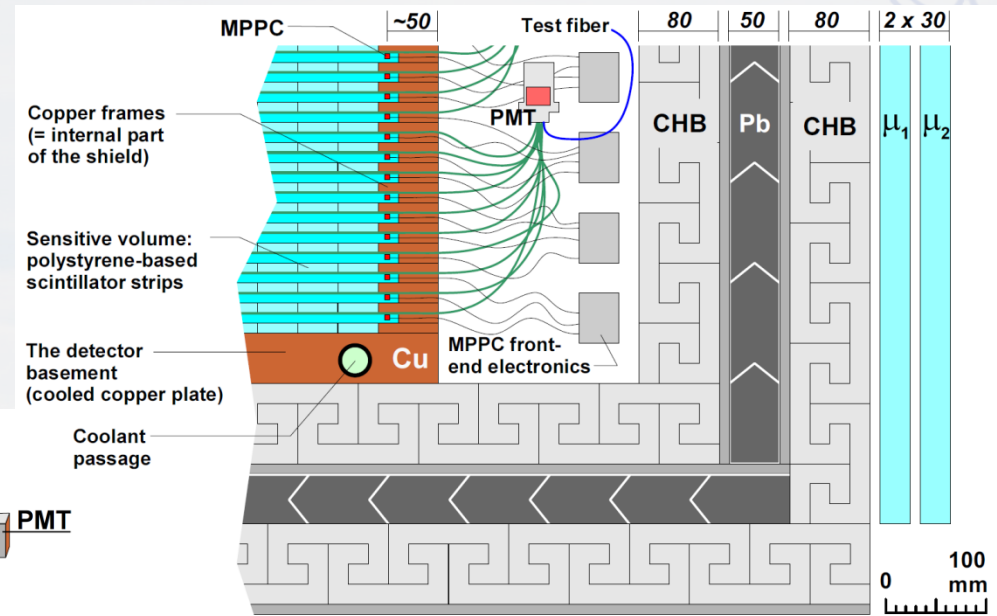 ~50
Test fiber
80
50
80
2 x 30
MPPC
Copper frames
(= internal part
of the shield)
PMT
CHB
Pb
CHB
μ1
μ2
Sensitive volume:
polystyrene-based
scintillator strips
The detector
basement
(cooled copper plate)
Cu
MPPC front-
end electronics
Coolant
passage
PMT
0
100
mm